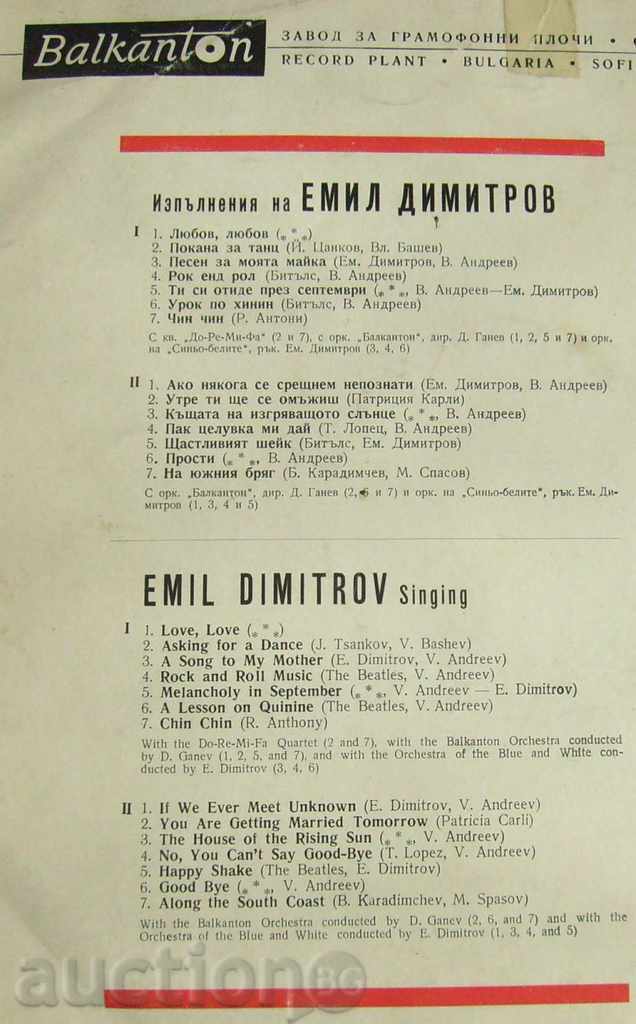 Balkanton
ЗАВОД ЗА ГРАМОФОННИ ПЛОЧИ •
RECORD PLANT • BULGARIA • SOFI
Изпълнения на ЕМИЛ ДИМИТРОВ
I 1. Любов, любов (* * *)
2. Покана за танц (Й. Цанков, Вл. Башев)
3. Песен за моята майка (Ем. Димитров, В. Андреев)
4. Рок енд рол (Битълс, В. Андреев)
5. Ти си отиде през септември (* * *, В. Андреев—Ем. Димитров)
6. Урок по хинин (Битълс, В. Андреев)
7. Чин чин (Р. Антони)
С кв. „До-Ре-Ми-Фа“ (2 и 7), с орк. „Балкантон“, дир. Д. Ганев (1, 2, 5 и 7) и орк.
на „Синьо-белите“, рък. Ем. Димитров (3, 4, 6)
II 1. Ако някога се срещнем непознати (Ем. Димитров, В. Андреев)
2. Утре ти ще се омъжиш (Патриция Карли)
3. Къщата на изгряващото слънце (* * *, В. Андреев)
4. Пак целувка ми дай (Т. Лопец, В. Андреев)
5. Щастливият шейк (Битълс, Ем. Димитров)
6. Прости (* * *, В. Андреев)
7. На южния бряг (Б. Карадимчев, М. Спасов)
С орк. „Балкантон“, дир. Д. Ганев (2, 6 и 7) и орк. на „Синьо-белите“, рък. Ем. Ди-
митров (1, 3, 4 и 5)
EMIL DIMITROV Singing
I 1. Love, Love (* * *)
2. Asking for a Dance (J. Tsankov, V. Bashev)
3. A Song to My Mother (E. Dimitrov, V. Andreev)
4. Rock and Roll Music (The Beatles, V. Andreev)
5. Melancholy in September (* * *, V. Andreev — E. Dimitrov)
6. A Lesson on Quinine (The Beatles, V. Andreev)
7. Chin Chin (R. Anthony)
With the Do-Re-Mi-Fa Quartet (2 and 7), with the Balkanton Orchestra conducted
by D. Ganev (1, 2, 5, and 7), and with the Orchestra of the Blue and White con-
ducted by E. Dimitrov (3, 4, 6)
II 1. If We Ever Meet Unknown (E. Dimitrov, V. Andreev)
2. You Are Getting Married Tomorrow (Patricia Carli)
3. The House of the Rising Sun (* * *, V. Andreev)
4. No, You Can't Say Good-Bye (T. Lopez, V. Andreev)
5. Happy Shake (The Beatles, E. Dimitrov)
6. Good Bye (* * *, V. Andreev)
7. Along the South Coast (B. Karadimchev, M. Spasov)
With the Balkanton Orchestra conducted by D. Ganev (2, 6, and 7) and with the
Orchestra of the Blue and White conducted by E. Dimitrov (1, 3, 4, and 5)
auction BG